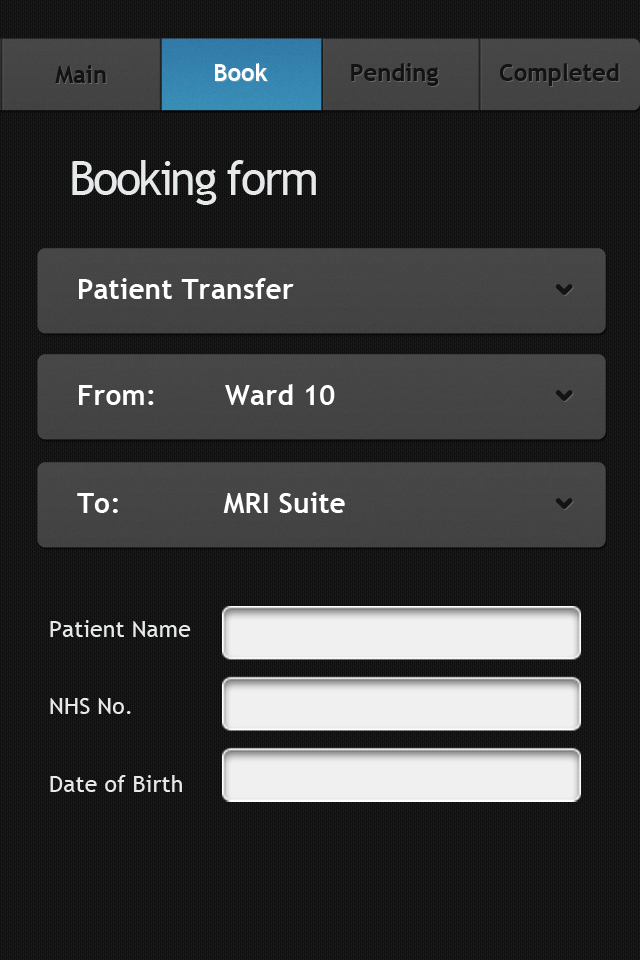 Main Book Pending Completed
Booking form
Patient Transfer
From: Ward 10
To: MRI Suite
Patient Name
NHS No.
Date of Birth